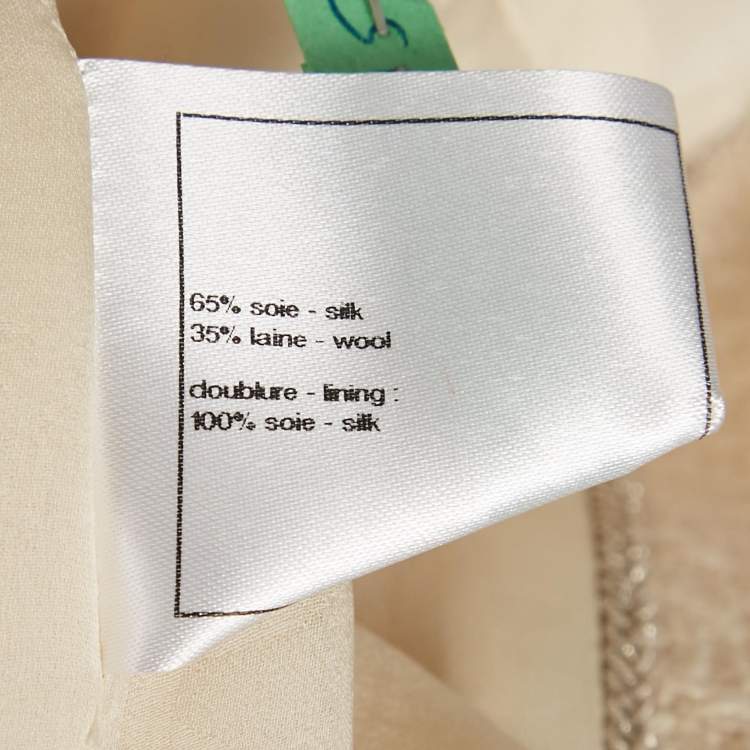 65% soie - silk
35% laine - wool
doublure - lining :
100% soie - silk